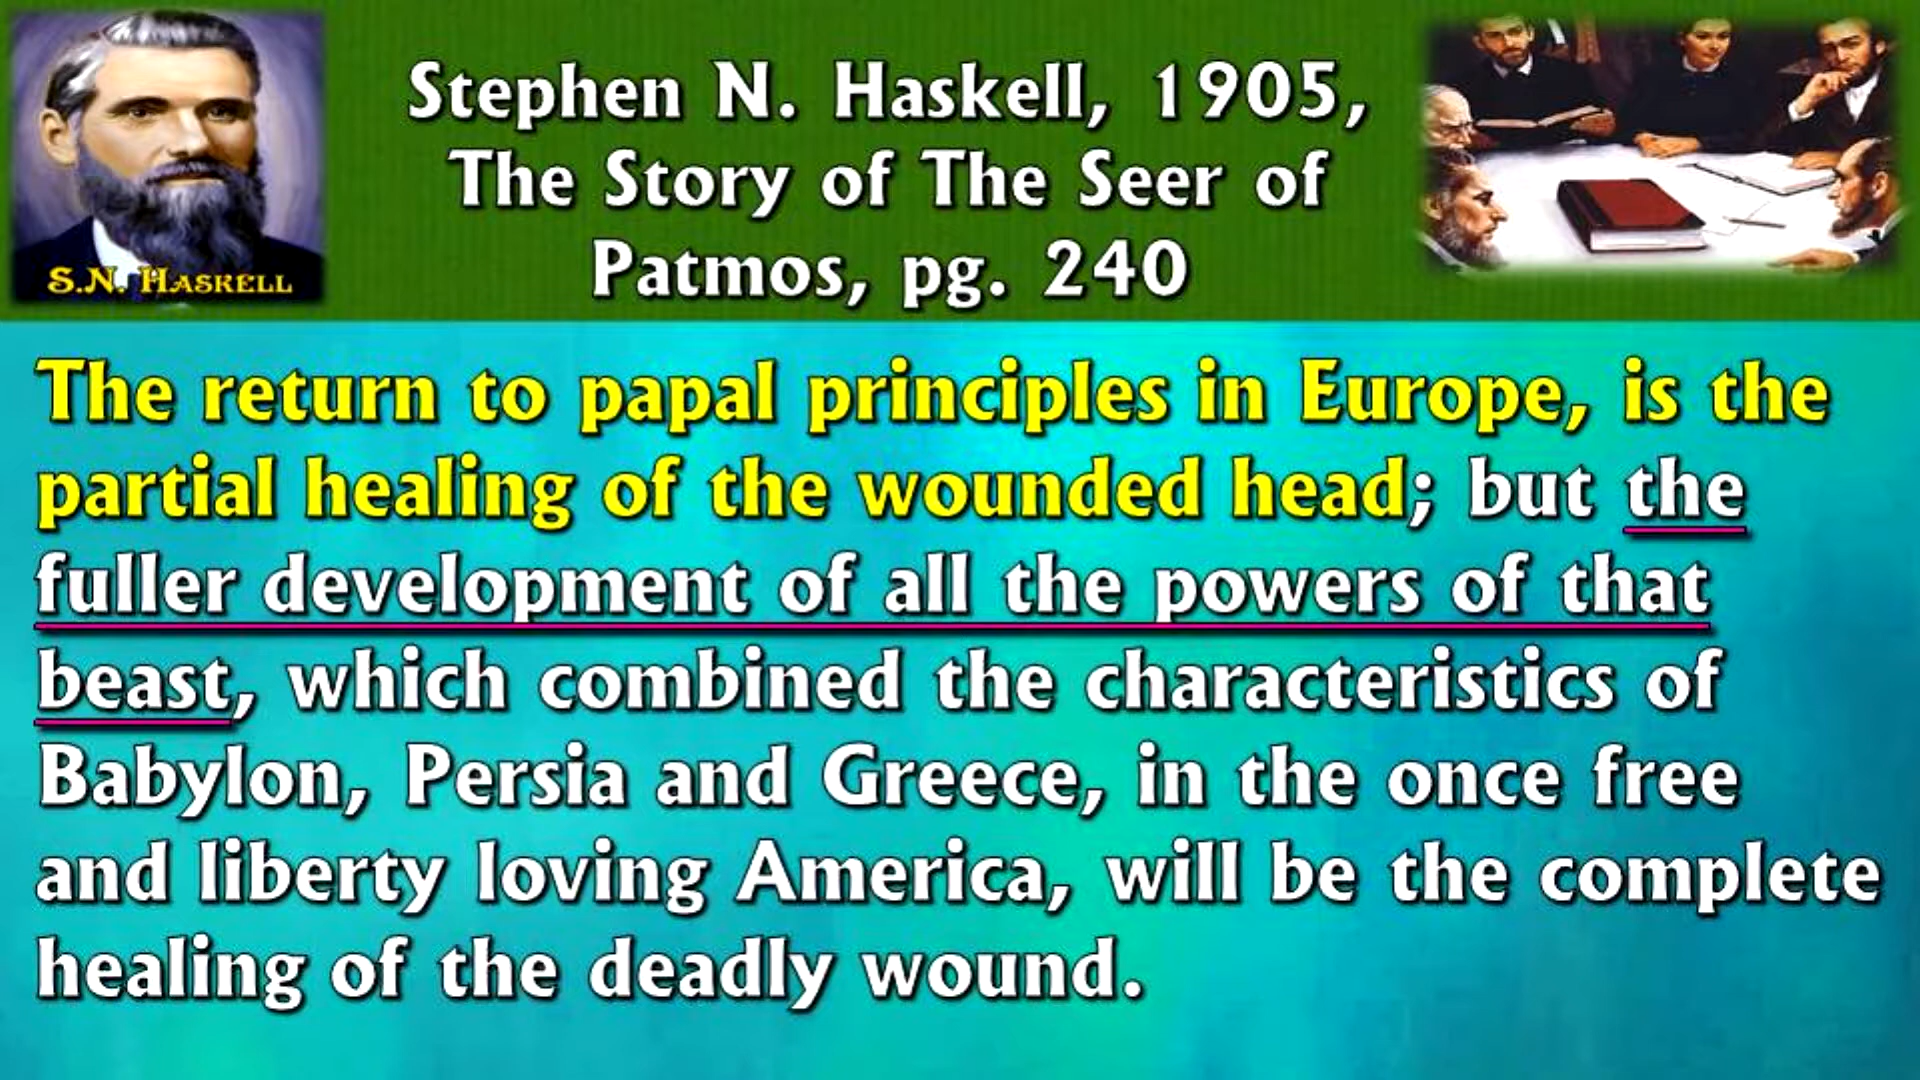 S.N. HASKELL
Stephen N. Haskell, 1905,
The Story of The Seer of
Patmos, pg. 240
The return to papal principles in Europe, is the
partial healing of the wounded head; but the
fuller development of all the powers of that
beast, which combined the characteristics of
Babylon, Persia and Greece, in the once free
and liberty loving America, will be the complete
healing of the deadly wound.